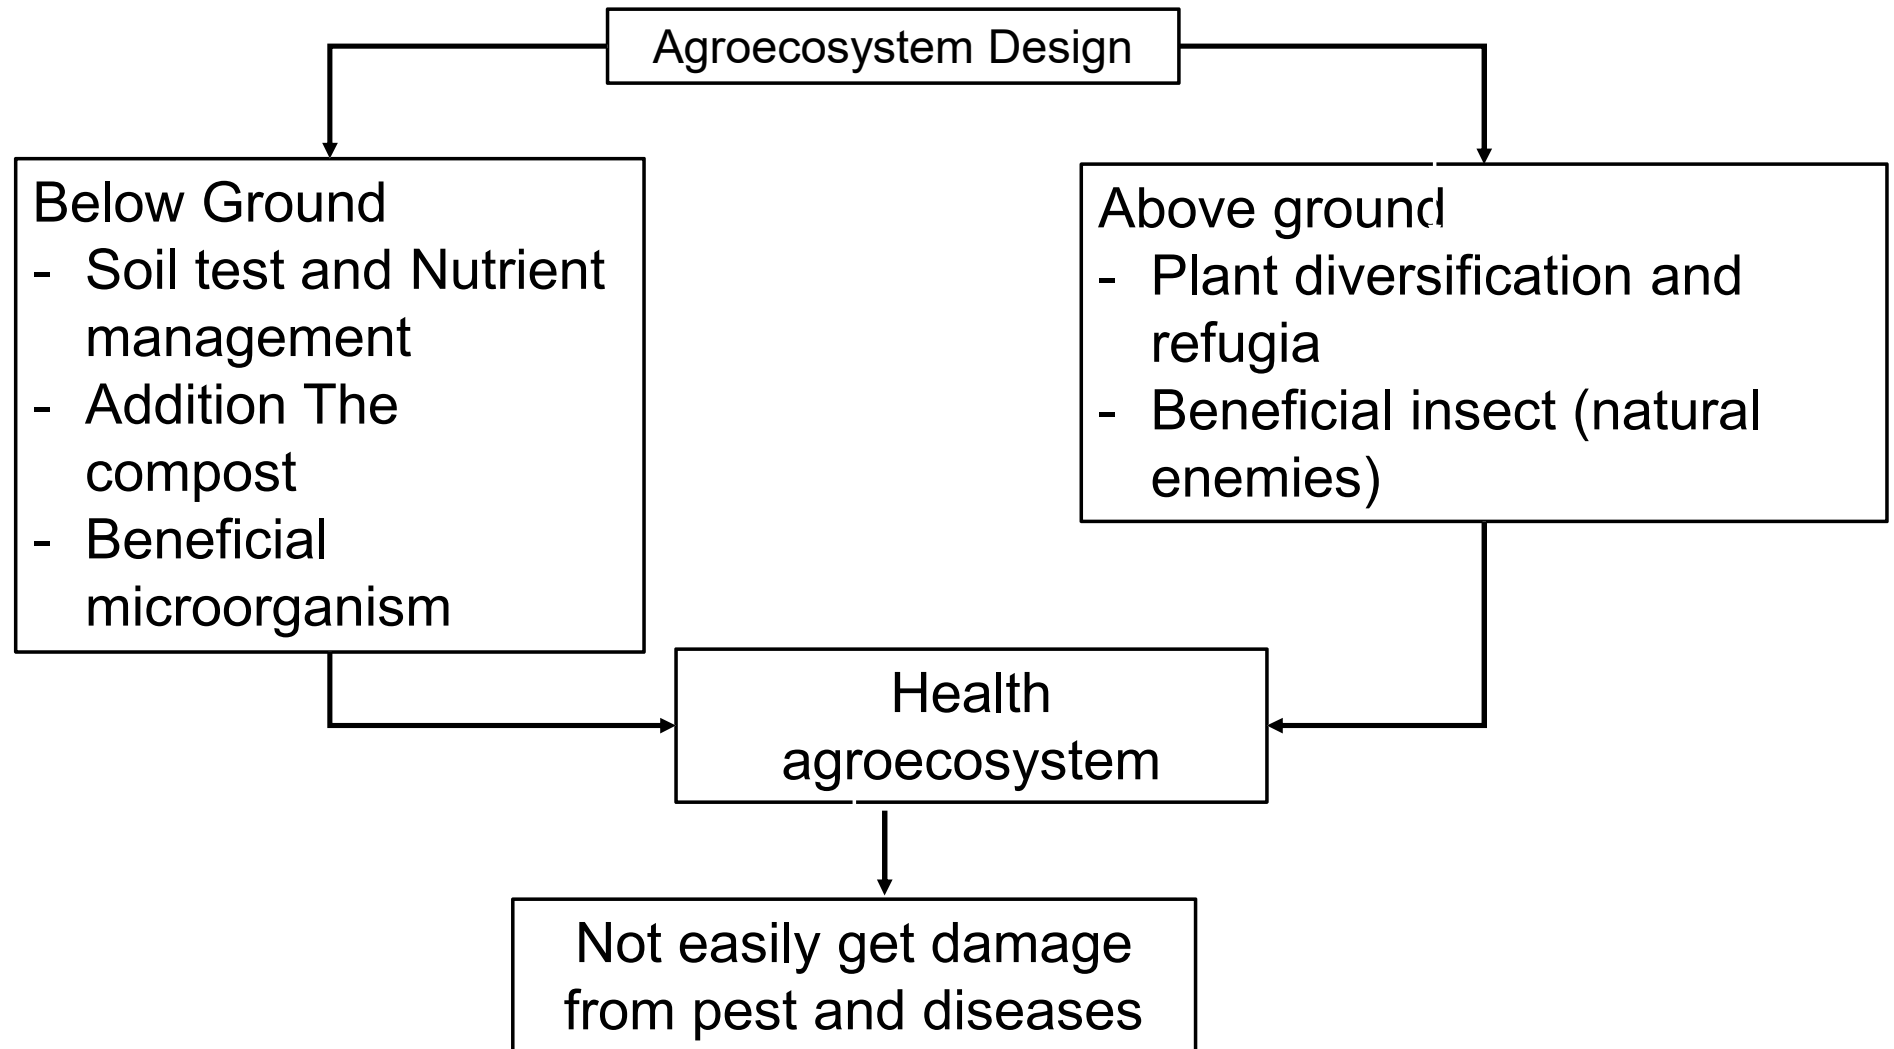 Agroecosystem Design
Below Ground
- Soil test and Nutrient
management
- Addition The
compost
- Beneficial
microorganism
Above ground
- Plant diversification and
refugia
- Beneficial insect (natural
enemies)
Health
agroecosystem
Not easily get damage
from pest and diseases